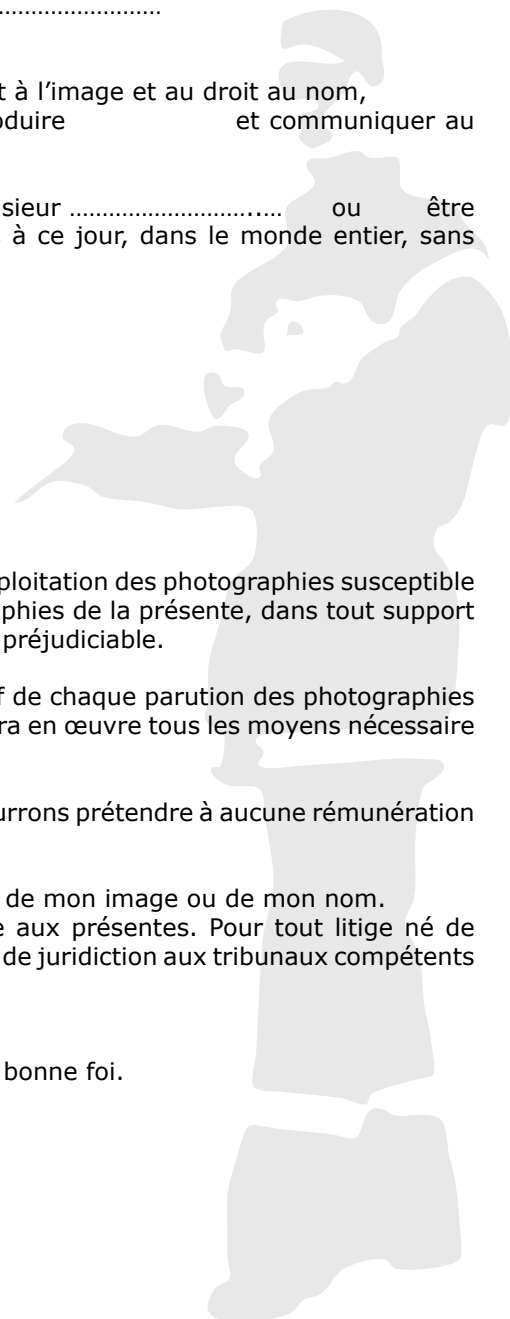 ........................
t à l’image et au droit au nom,
oduire et communiquer au
sieur ………………………..… ou être
à ce jour, dans le monde entier, sans
ploitation des photographies susceptible
phies de la présente, dans tout support
préjudiciable.
f de chaque parution des photographies
ra en œuvre tous les moyens nécessaire
urrons prétendre à aucune rémunération
de mon image ou de mon nom.
e aux présentes. Pour tout litige né de
de juridiction aux tribunaux compétents
bonne foi.